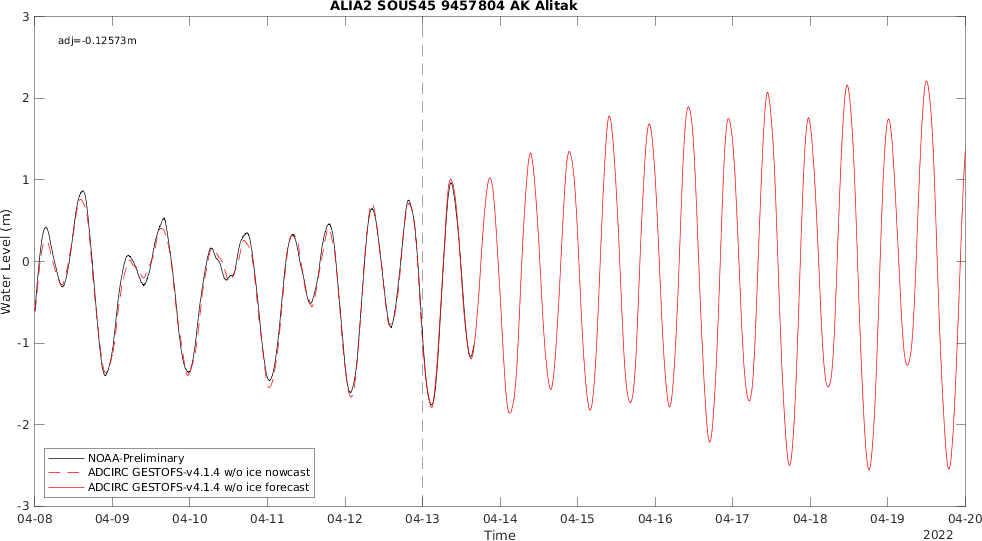 ALIA2 SOUS45 9457804 AK Alitak
adj=-0.12573m
Water Level (m)
3
2
1
0
-1
-2
-3
NOAA-Preliminary
ADCIRC GESTOFS-v4.1.4 w/o ice nowcast
ADCIRC GESTOFS-v4.1.4 w/o ice forecast
04-08 04-09 04-10 04-11 04-12 04-13 04-14 04-15 04-16 04-17 04-18 04-19 04-20
Time
2022